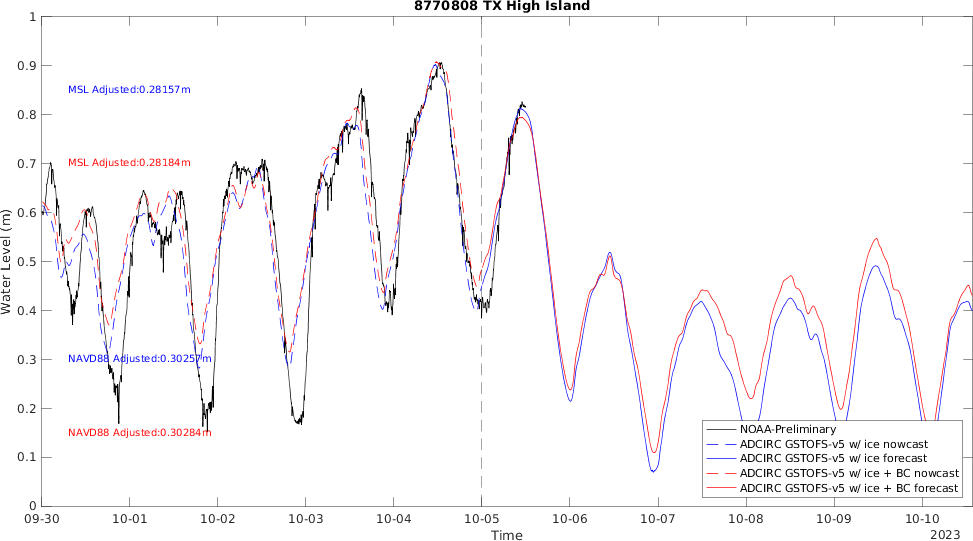 8770808 TX High Island
1
0.9
0.8
0.7
0.6
0.5
0.4
0.3
0.2
0.1
0
Water Level (m)
MSL Adjusted:0.28157m
MSL Adjusted:0.28184m
NAVD88 Adjusted:0.30257m
NAVD88 Adjusted:0.30284m
NOAA-Preliminary
ADCIRC GSTOFS-v5 w/ ice nowcast
ADCIRC GSTOFS-v5 w/ ice forecast
ADCIRC GSTOFS-v5 w/ ice + BC nowcast
ADCIRC GSTOFS-v5 w/ ice + BC forecast
09-30 10-01 10-02 10-03 10-04 10-05 10-06 10-07 10-08 10-09 10-10
Time
2023